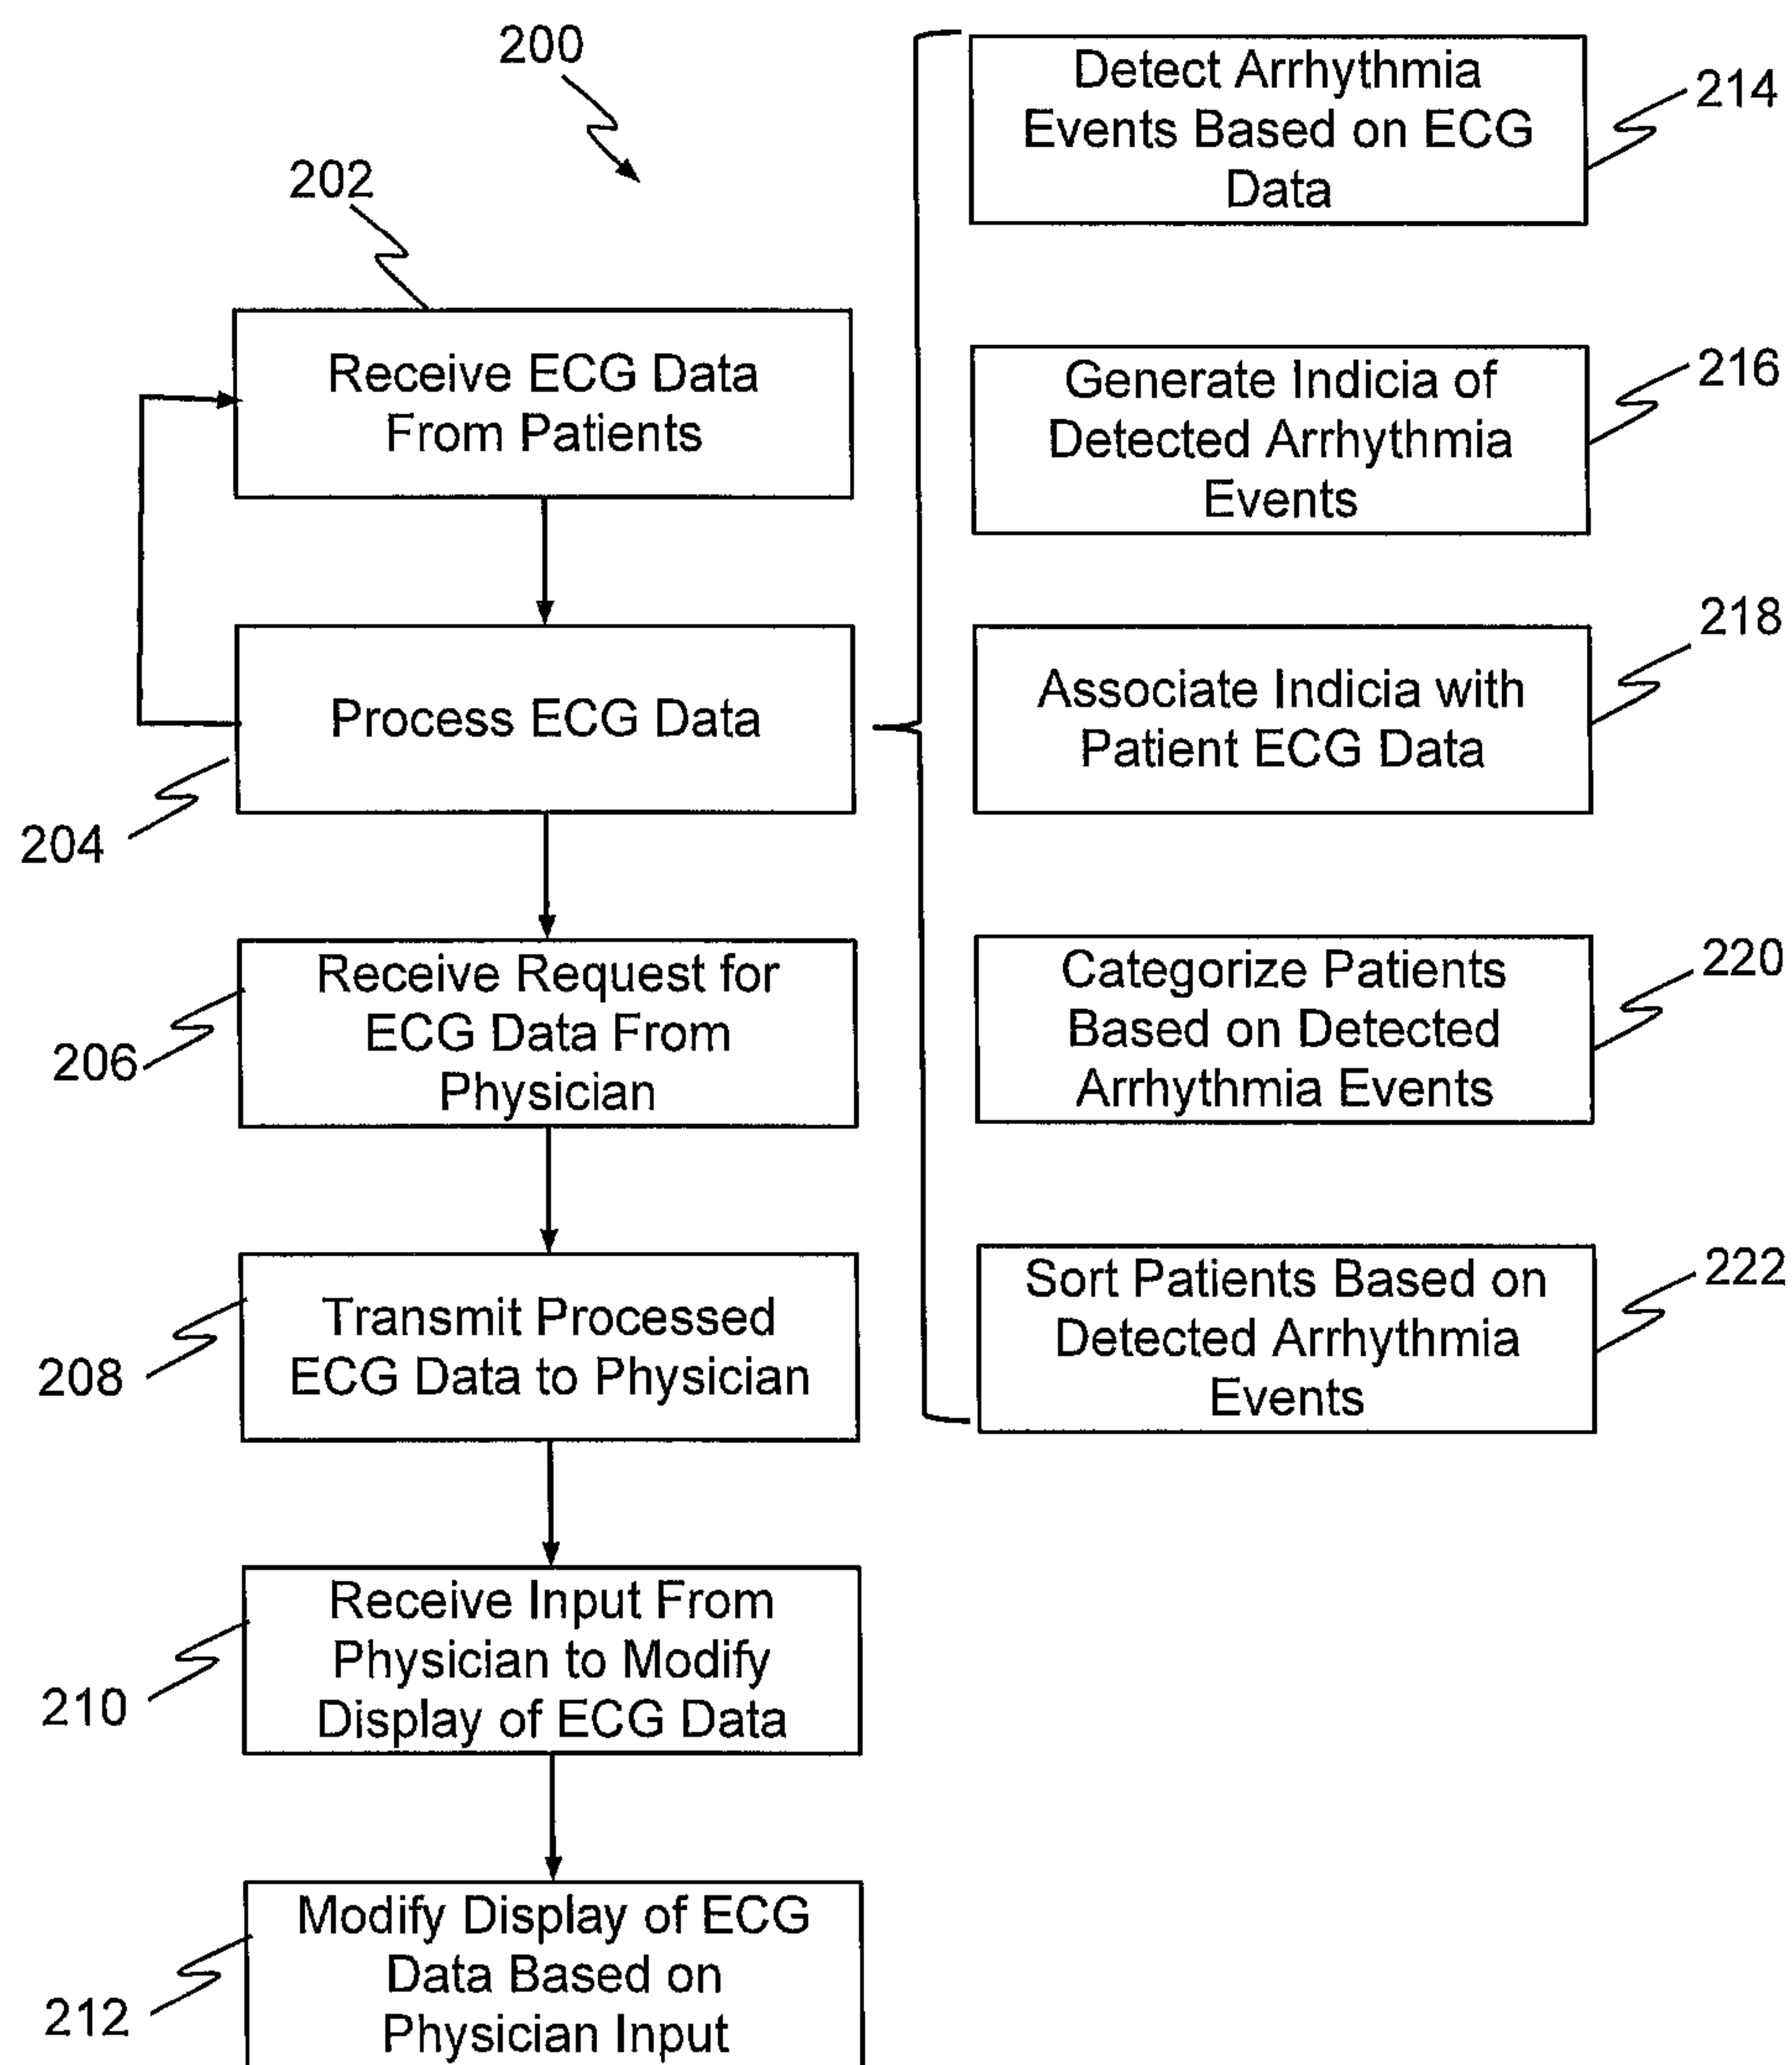 200
202
Receive ECG Data
From Patients
Process ECG Data
204
Receive Request for
ECG Data From
Physician
206
Transmit Processed
ECG Data to Physician
208
Receive Input From
Physician to Modify
Display of ECG Data
210
Modify Display of ECG
Data Based on
Physician Input
212
Detect Arrhythmia
Events Based on ECG
Data
214
Generate Indicia of
Detected Arrhythmia
Events
216
Associate Indicia with
Patient ECG Data
218
Categorize Patients
Based on Detected
Arrhythmia Events
220
Sort Patients Based on
Detected Arrhythmia
Events
222